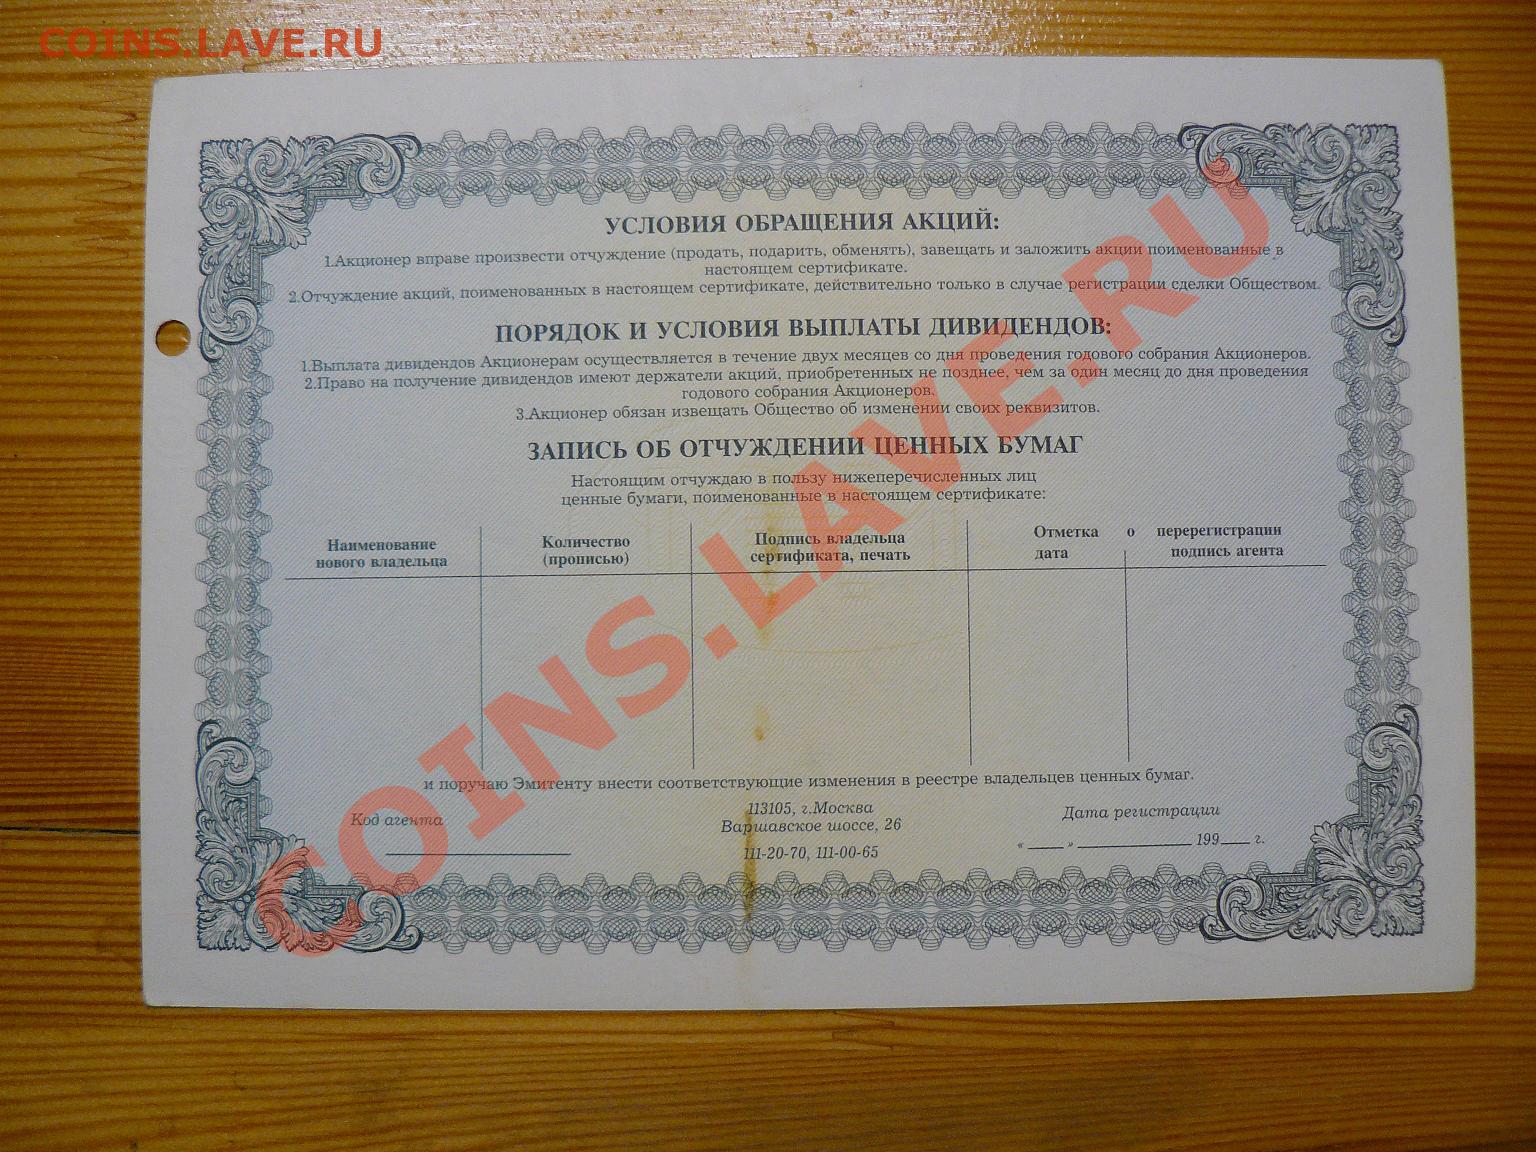 COINS.LAVE.RU
УСЛОВИЯ ОБРАЩЕНИЯ АКЦИЙ:
1.Акционер вправе произвести отчуждение (продать, подарить, обменять), завещать и заложить акции поименованные в
настоящем сертификате.
2.Отчуждение акций, поименованных в настоящем сертификате, действительно только в случае регистрации сделки Обществом.
ПОРЯДОК И УСЛОВИЯ ВЫПЛАТЫ ДИВИДЕНДОВ:
1.Выплата дивидендов Акционерам осуществляется в течение двух месяцев со дня проведения годового собрания Акционеров.
2.Право на получение дивидендов имеют держатели акций, приобретенных не позднее, чем за один месяц до дня проведения
годового собрания Акционеров.
3.Акционер обязан извещать Общество об изменении своих реквизитов.
ЗАПИСЬ ОБ ОТЧУЖДЕНИИ ЦЕННЫХ БУМАГ
Настоящим отчуждаю в пользу нижеперечисленных лиц
ценные бумаги, поименованные в настоящем сертификате:
Наименование
нового владельца
Количество
(прописью)
Подпись владельца
сертификата, печать
Отметка о перерегистрации
дата подпись агента
и поручаю Эмитенту внести соответствующие изменения в реестре владельцев ценных бумаг.
Код агента
113105, г.Москва
Варшавское шоссе, 26
111-20-70, 111-00-65
Дата регистрации
« ____ » ____________ 199___ г.
COINS.LAVE.RU